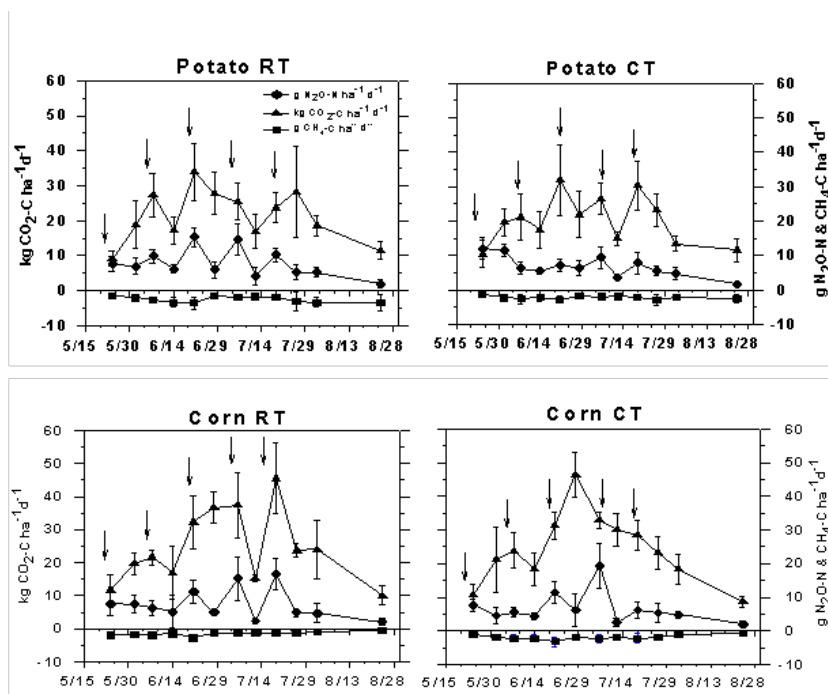 Potato RT
Potato CT
60
50
40
30
20
10
0
-10
kg CO₂-C ha⁻¹d⁻¹
g N₂O-N ha⁻¹ d⁻¹
kg CO₂-C ha⁻¹ d⁻¹
g CH₄-C ha⁻¹ d⁻¹
5/15 5/30 6/14 6/29 7/14 7/29 8/13 8/28
60
50
40
30
20
10
0
-10
g N₂O-N & CH₄-C ha⁻¹d⁻¹
5/15 5/30 6/14 6/29 7/14 7/29 8/13 8/28
Corn RT
Corn CT
60
50
40
30
20
10
0
-10
kg CO₂-C ha⁻¹d⁻¹
5/15 5/30 6/14 6/29 7/14 7/29 8/13 8/28
60
50
40
30
20
10
0
-10
g N₂O-N & CH₄-C ha⁻¹d⁻¹
5/15 5/30 6/14 6/29 7/14 7/29 8/13 8/28